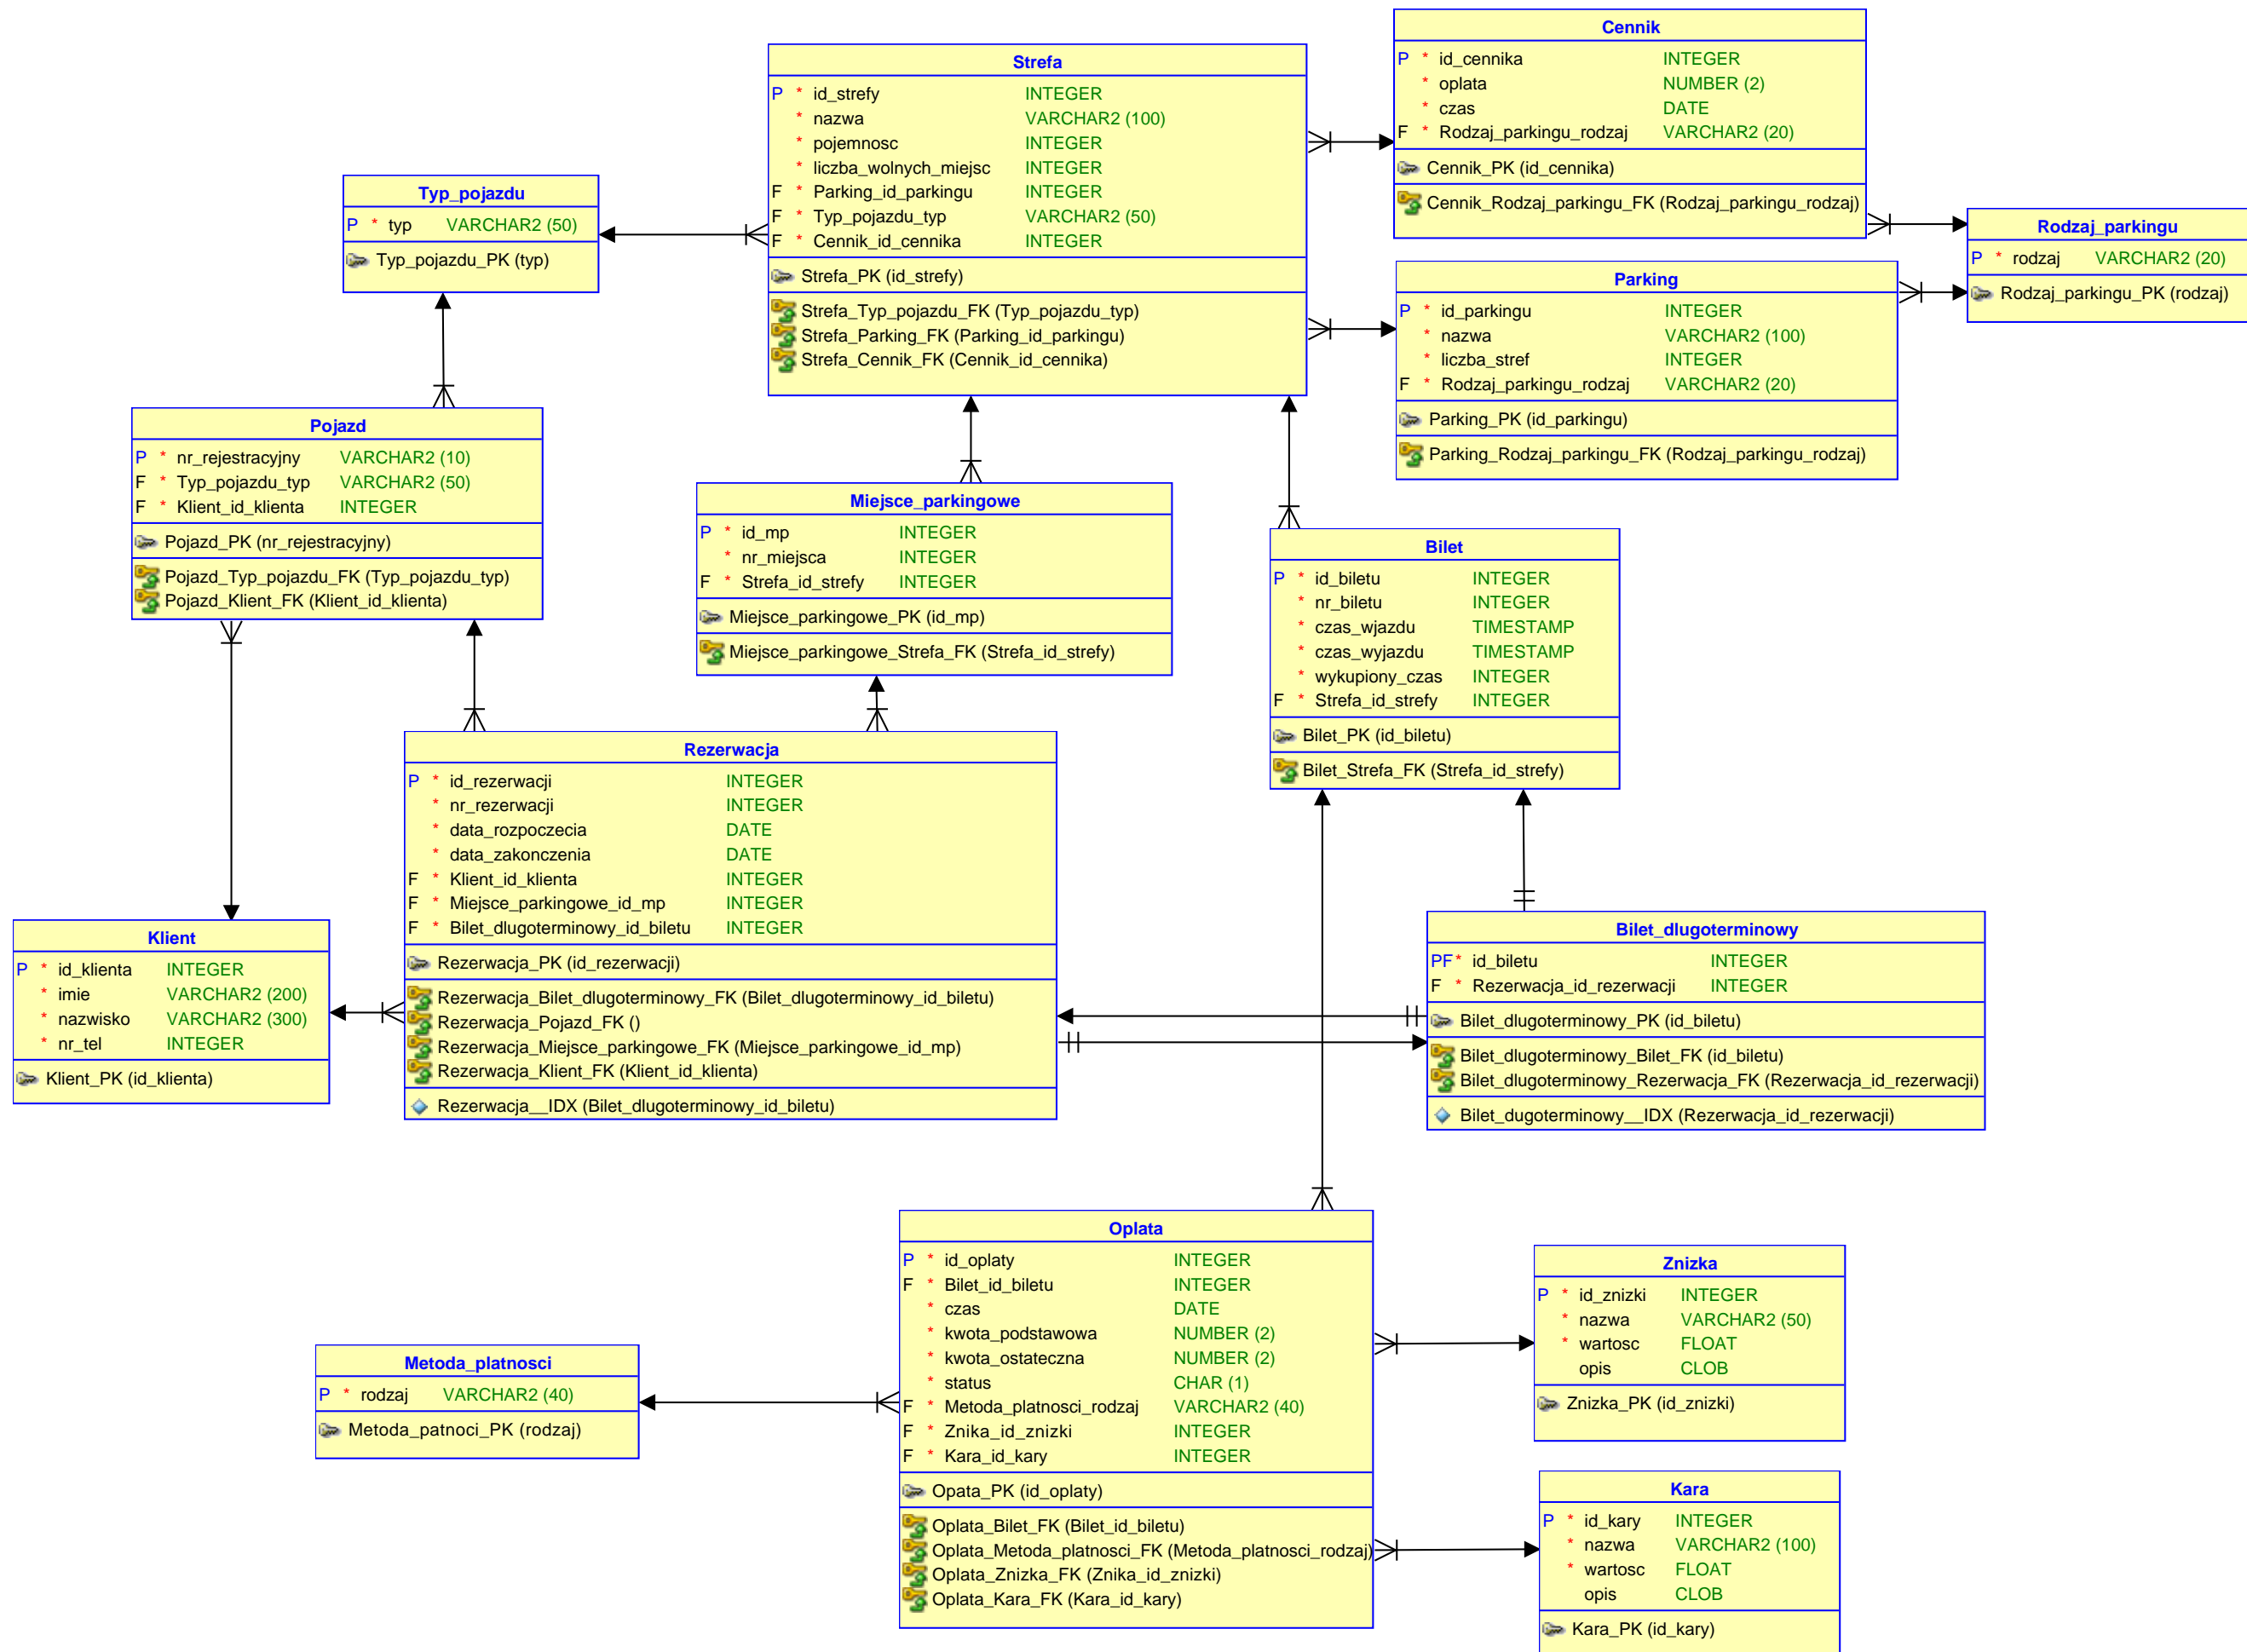 Cennik
P * id_cennika INTEGER
* oplata NUMBER (2)
* czas DATE
F * Rodzaj_parkingu_rodzaj VARCHAR2 (20)
Cennik_PK (id_cennika)
Cennik_Rodzaj_parkingu_FK (Rodzaj_parkingu_rodzaj)
Strefa
P * id_strefy INTEGER
* nazwa VARCHAR2 (100)
* pojemnosc INTEGER
* liczba_wolnych_miejsc INTEGER
F * Parking_id_parkingu INTEGER
F * Typ_pojazdu_typ VARCHAR2 (50)
F * Cennik_id_cennika INTEGER
Strefa_PK (id_strefy)
Strefa_Typ_pojazdu_FK (Typ_pojazdu_typ)
Strefa_Parking_FK (Parking_id_parkingu)
Strefa_Cennik_FK (Cennik_id_cennika)
Typ_pojazdu
P * typ VARCHAR2 (50)
Typ_pojazdu_PK (typ)
Rodzaj_parkingu
P * rodzaj VARCHAR2 (20)
Rodzaj_parkingu_PK (rodzaj)
Parking
P * id_parkingu INTEGER
* nazwa VARCHAR2 (100)
* liczba_stref INTEGER
F * Rodzaj_parkingu_rodzaj VARCHAR2 (20)
Parking_PK (id_parkingu)
Parking_Rodzaj_parkingu_FK (Rodzaj_parkingu_rodzaj)
Pojazd
P * nr_rejestracyjny VARCHAR2 (10)
F * Typ_pojazdu_typ VARCHAR2 (50)
F * Klient_id_klienta INTEGER
Pojazd_PK (nr_rejestracyjny)
Pojazd_Typ_pojazdu_FK (Typ_pojazdu_typ)
Pojazd_Klient_FK (Klient_id_klienta)
Miejsce_parkingowe
P * id_mp INTEGER
* nr_miejsca INTEGER
F * Strefa_id_strefy INTEGER
Miejsce_parkingowe_PK (id_mp)
Miejsce_parkingowe_Strefa_FK (Strefa_id_strefy)
Bilet
P * id_biletu INTEGER
* nr_biletu INTEGER
* czas_wjazdu TIMESTAMP
* czas_wyjazdu TIMESTAMP
* wykupiony_czas INTEGER
F * Strefa_id_strefy INTEGER
Bilet_PK (id_biletu)
Bilet_Strefa_FK (Strefa_id_strefy)
Rezerwacja
P * id_rezerwacji INTEGER
* nr_rezerwacji INTEGER
* data_rozpoczecia DATE
* data_zakonczenia DATE
F * Klient_id_klienta INTEGER
F * Miejsce_parkingowe_id_mp INTEGER
F * Bilet_dlugoterminowy_id_biletu INTEGER
Rezerwacja_PK (id_rezerwacji)
Rezerwacja_Bilet_dlugoterminowy_FK (Bilet_dlugoterminowy_id_biletu)
Rezerwacja_Pojazd_FK ()
Rezerwacja_Miejsce_parkingowe_FK (Miejsce_parkingowe_id_mp)
Rezerwacja_Klient_FK (Klient_id_klienta)
Rezerwacja__IDX (Bilet_dlugoterminowy_id_biletu)
Klient
P * id_klienta INTEGER
* imie VARCHAR2 (200)
* nazwisko VARCHAR2 (300)
* nr_tel INTEGER
Klient_PK (id_klienta)
Bilet_dlugoterminowy
PF* id_biletu INTEGER
F * Rezerwacja_id_rezerwacji INTEGER
Bilet_dlugoterminowy_PK (id_biletu)
Bilet_dlugoterminowy_Bilet_FK (id_biletu)
Bilet_dlugoterminowy_Rezerwacja_FK (Rezerwacja_id_rezerwacji)
Bilet_dugoterminowy__IDX (Rezerwacja_id_rezerwacji)
Oplata
P * id_oplaty INTEGER
F * Bilet_id_biletu INTEGER
* czas DATE
* kwota_podstawowa NUMBER (2)
* kwota_ostateczna NUMBER (2)
* status CHAR (1)
F * Metoda_platnosci_rodzaj VARCHAR2 (40)
F * Znika_id_znizki INTEGER
F * Kara_id_kary INTEGER
Opata_PK (id_oplaty)
Oplata_Bilet_FK (Bilet_id_biletu)
Oplata_Metoda_platnosci_FK (Metoda_platnosci_rodzaj)
Oplata_Znizka_FK (Znika_id_znizki)
Oplata_Kara_FK (Kara_id_kary)
Znizka
P * id_znizki INTEGER
* nazwa VARCHAR2 (50)
* wartosc FLOAT
opis CLOB
Znizka_PK (id_znizki)
Metoda_platnosci
P * rodzaj VARCHAR2 (40)
Metoda_patnoci_PK (rodzaj)
Kara
P * id_kary INTEGER
* nazwa VARCHAR2 (100)
* wartosc FLOAT
opis CLOB
Kara_PK (id_kary)